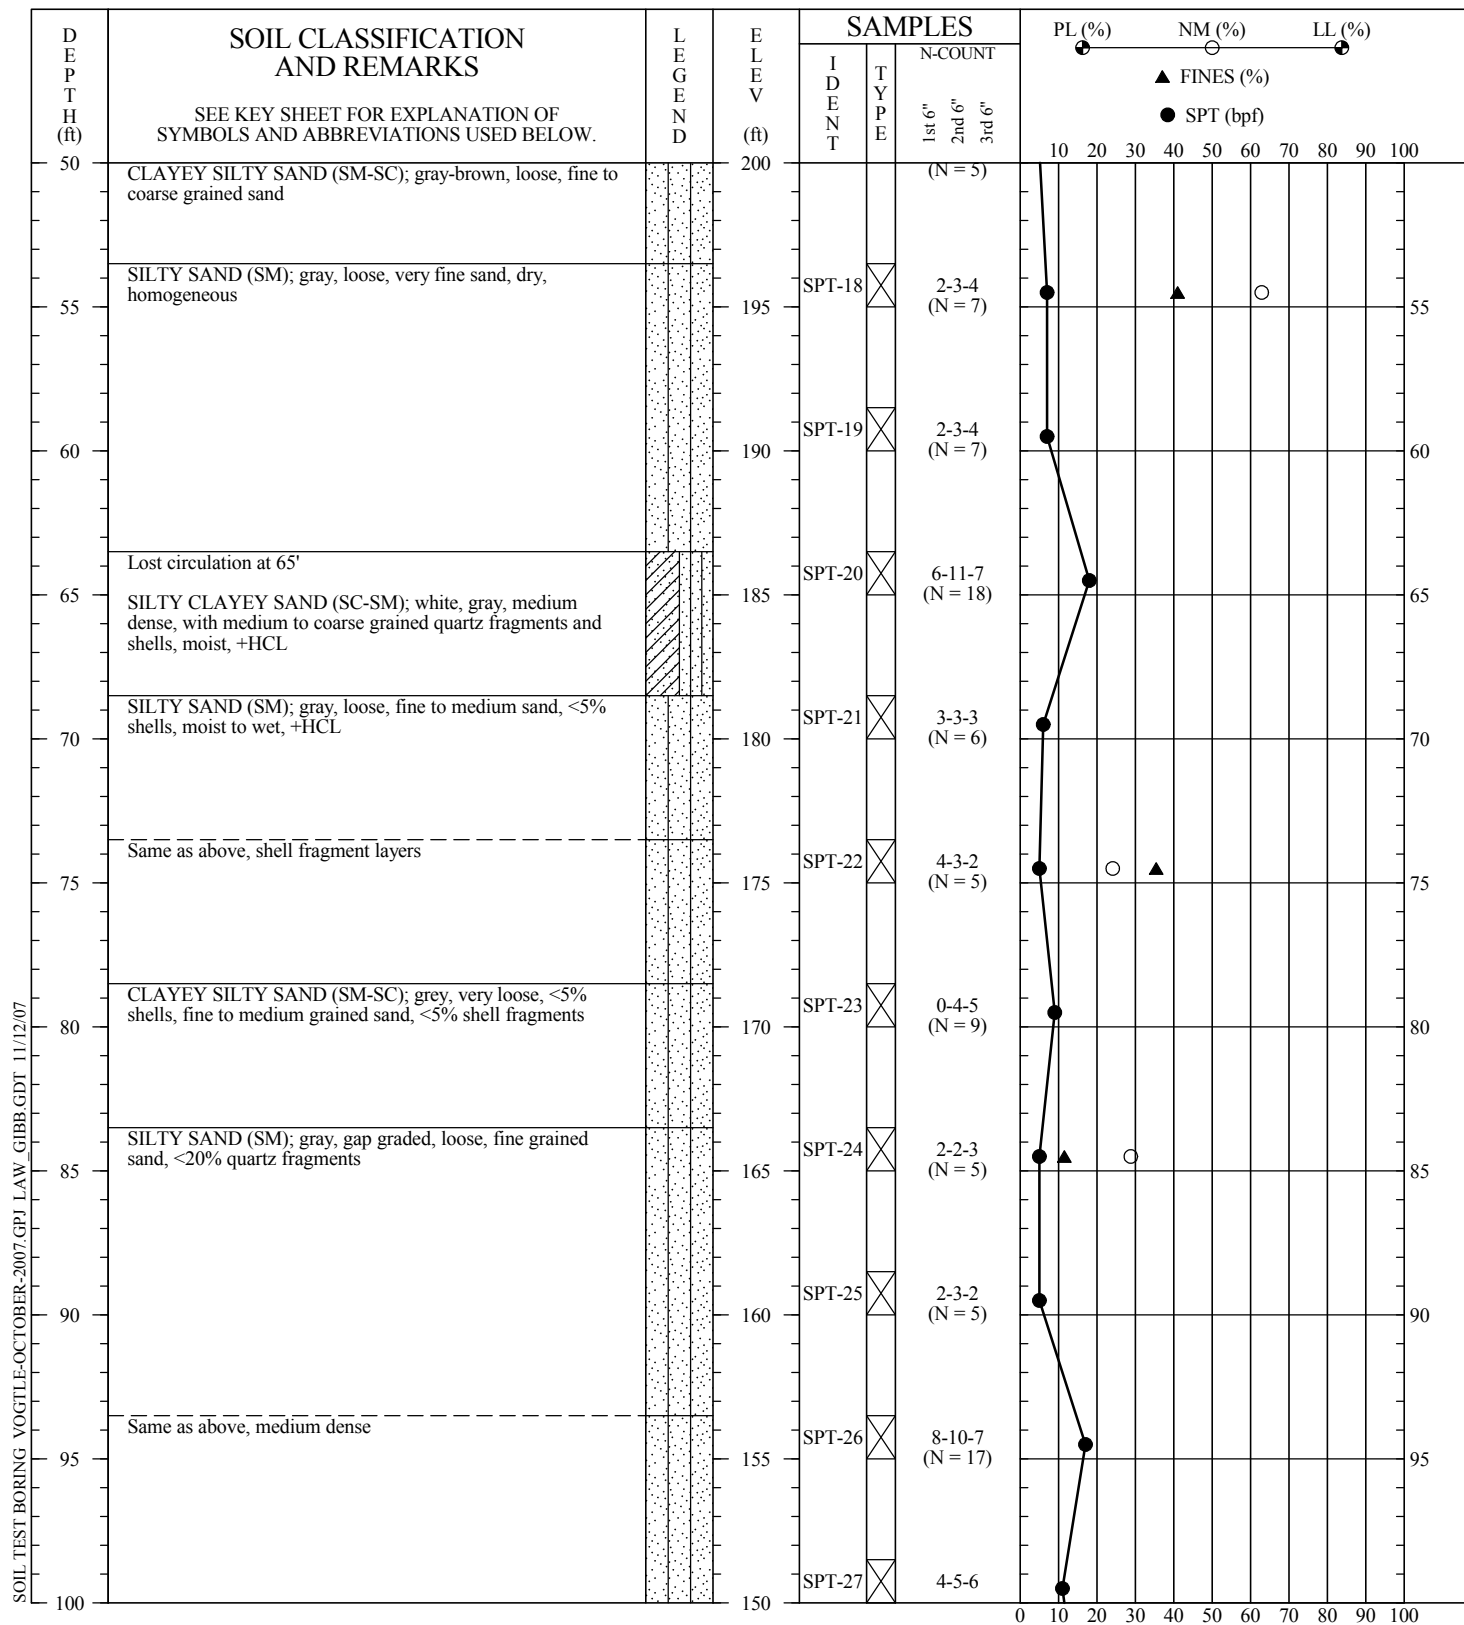 DEPTH (ft)
SOIL CLASSIFICATION
AND REMARKS
SEE KEY SHEET FOR EXPLANATION OF
SYMBOLS AND ABBREVIATIONS USED BELOW.
LEGEND
ELEV (ft)
SAMPLES
IDENT
TYPE
N-COUNT
1st 6"
2nd 6"
3rd 6"
PL (%) NM (%) LL (%)
FINES (%)
SPT (bpf)
10 20 30 40 50 60 70 80 90 100
50
CLAYEY SILTY SAND (SM-SC); gray-brown, loose, fine to
coarse grained sand
200
(N = 5)
SILTY SAND (SM); gray, loose, very fine sand, dry,
homogeneous
SPT-18
2-3-4
(N = 7)
55
195
55
SPT-19
2-3-4
(N = 7)
60
190
60
Lost circulation at 65'
SILTY CLAYEY SAND (SC-SM); white, gray, medium
dense, with medium to coarse grained quartz fragments and
shells, moist, +HCL
SPT-20
6-11-7
(N = 18)
65
185
65
SILTY SAND (SM); gray, loose, fine to medium sand, <5%
shells, moist to wet, +HCL
SPT-21
3-3-3
(N = 6)
70
180
70
Same as above, shell fragment layers
SPT-22
4-3-2
(N = 5)
75
175
75
CLAYEY SILTY SAND (SM-SC); grey, very loose, <5%
shells, fine to medium grained sand, <5% shell fragments
SPT-23
0-4-5
(N = 9)
80
170
80
SILTY SAND (SM); gray, gap graded, loose, fine grained
sand, <20% quartz fragments
SPT-24
2-2-3
(N = 5)
85
165
85
SPT-25
2-3-2
(N = 5)
90
160
90
Same as above, medium dense
SPT-26
8-10-7
(N = 17)
95
155
95
SPT-27
4-5-6
100
150
0 10 20 30 40 50 60 70 80 90 100
SOIL TEST BORING VOGTLE-OCTOBER-2007.GPJ LAW_GIBB.GDT 11/12/07